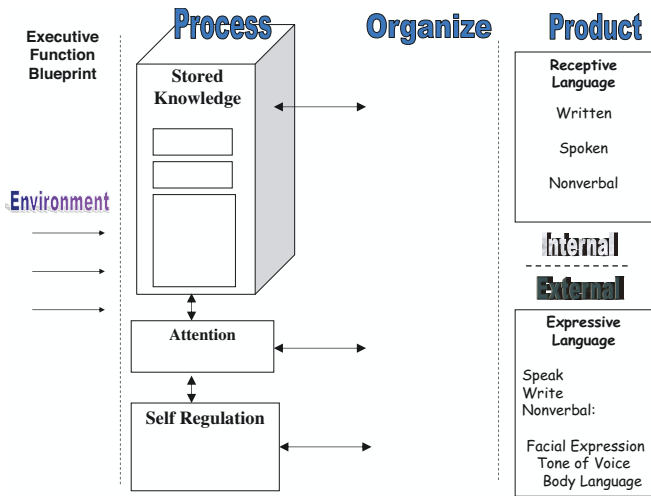 Executive
Function
Blueprint
Environment
Process
Stored
Knowledge
Attention
Self Regulation
Organize
Product
Receptive
Language
Written
Spoken
Nonverbal
Internal
External
Expressive
Language
Speak
Write
Nonverbal:
Facial Expression
Tone of Voice
Body Language